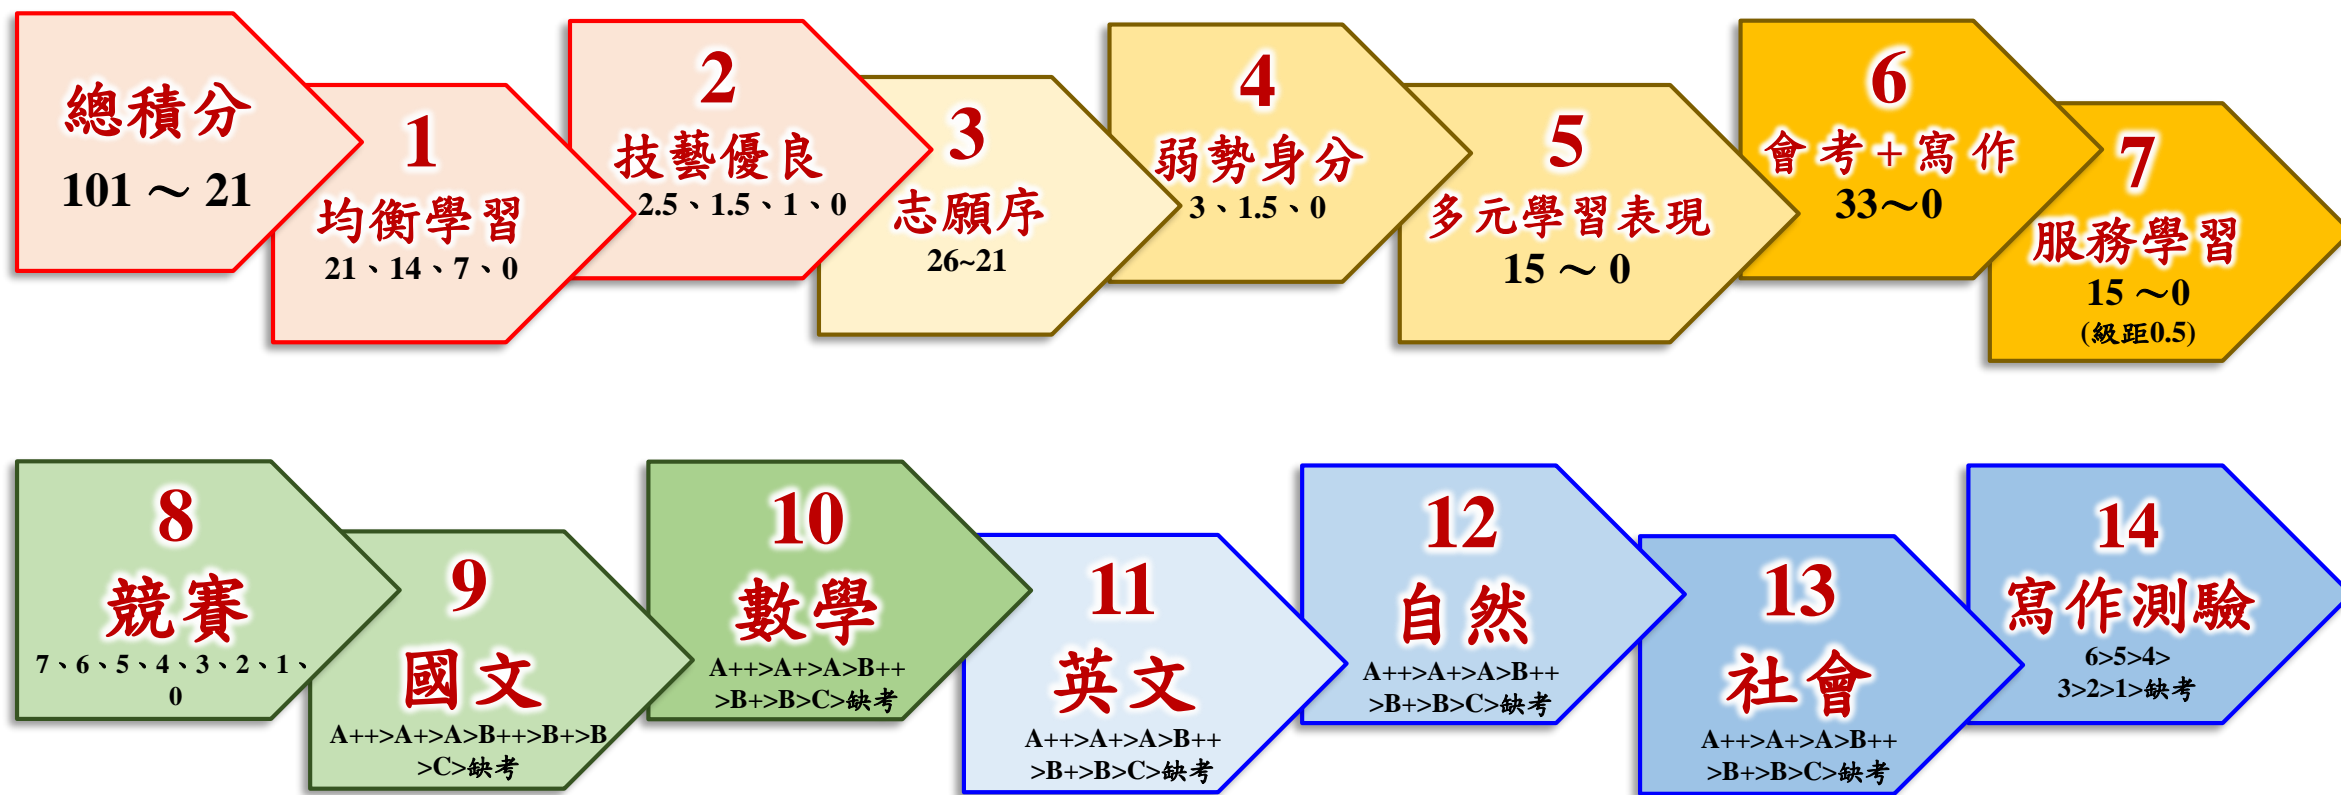 總積分
101 ～ 21
1
均衡學習
21、14、7、0
2
技藝優良
2.5、1.5、1、0
3
志願序
26~21
4
弱勢身分
3、1.5、0
5
多元學習表現
15 ～ 0
6
會考+寫作
33～0
7
服務學習
15 ～0
(級距0.5)
8
競賽
7、6、5、4、3、2、1、
0
9
國文
A++>A+>A>B++>B+>B
>C>缺考
10
數學
A++>A+>A>B++
>B+>B>C>缺考
11
英文
A++>A+>A>B++
>B+>B>C>缺考
12
自然
A++>A+>A>B++
>B+>B>C>缺考
13
社會
A++>A+>A>B++
>B+>B>C>缺考
14
寫作測驗
6>5>4>
3>2>1>缺考